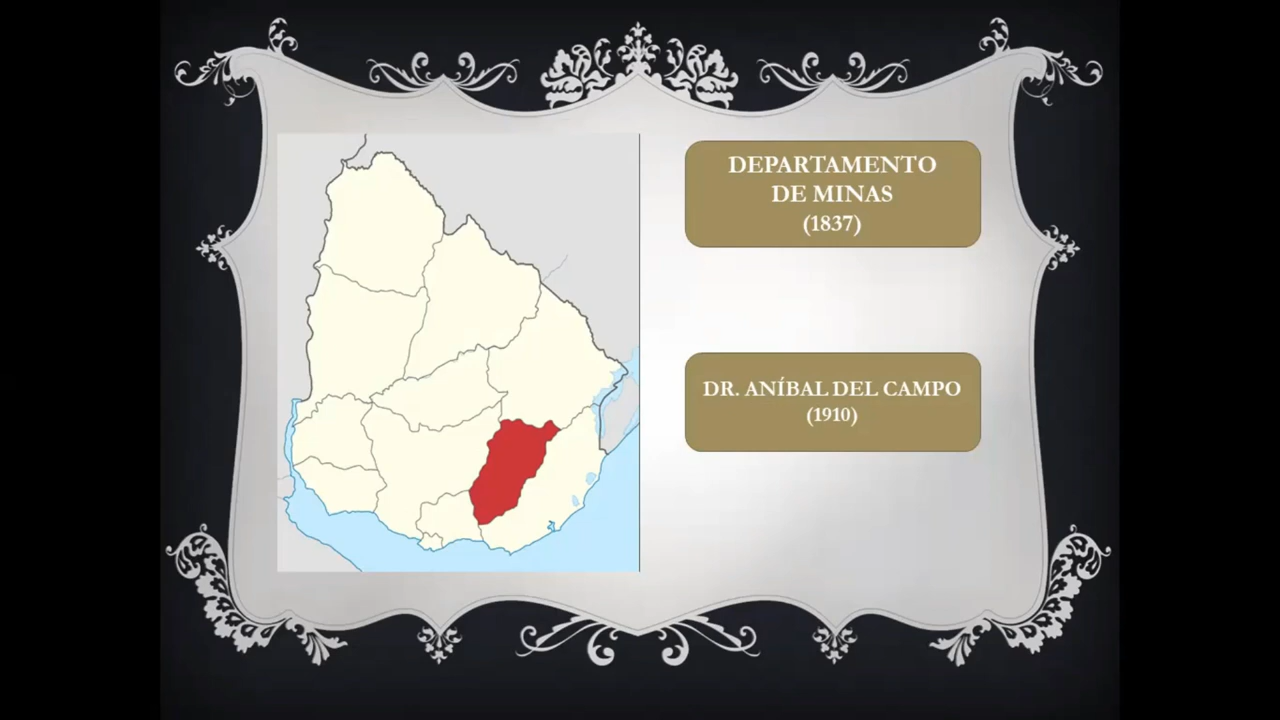 DEPARTAMENTO
DE MINAS
(1837)
DR. ANÍBAL DEL CAMPO
(1910)